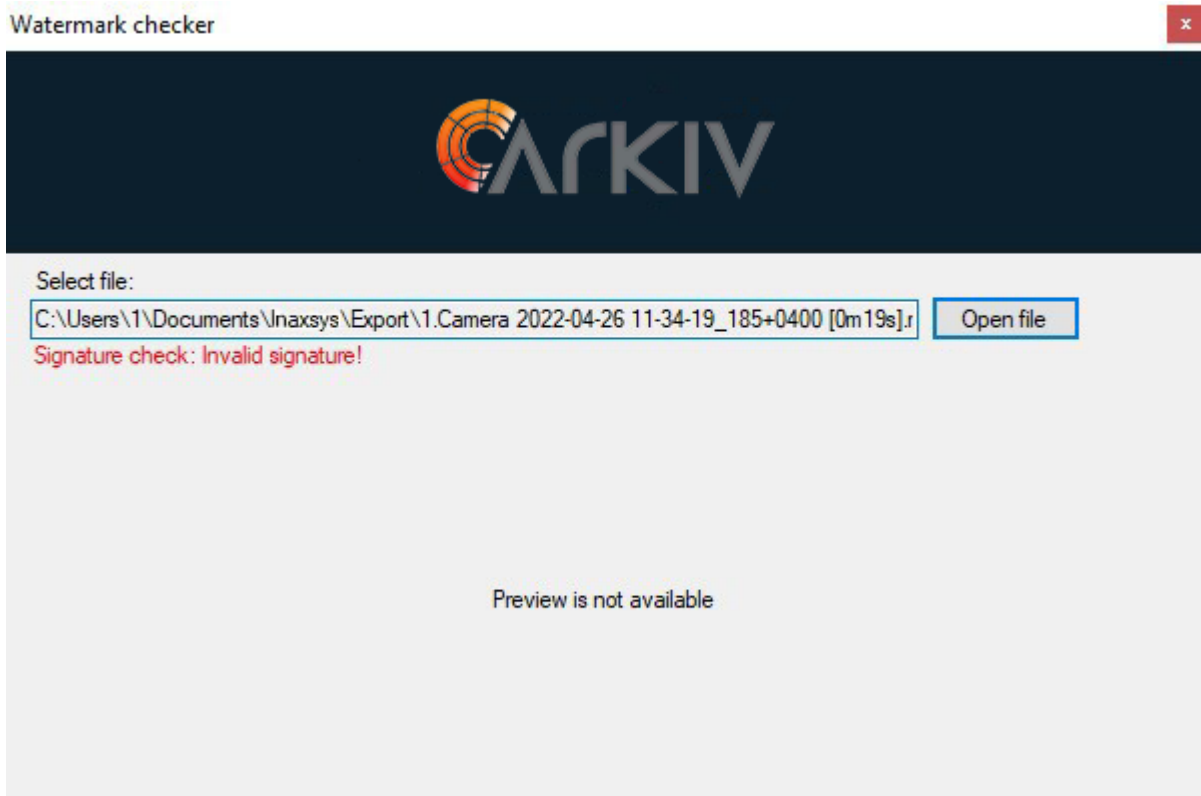 Watermark checker
x
ARKIV
Select file:
C:\Users\1\Documents\Inaxsys\Export\1.Camera 2022-04-26 11-34-19_185+0400 [0m19s].r
Open file
Signature check: Invalid signature!
Preview is not available